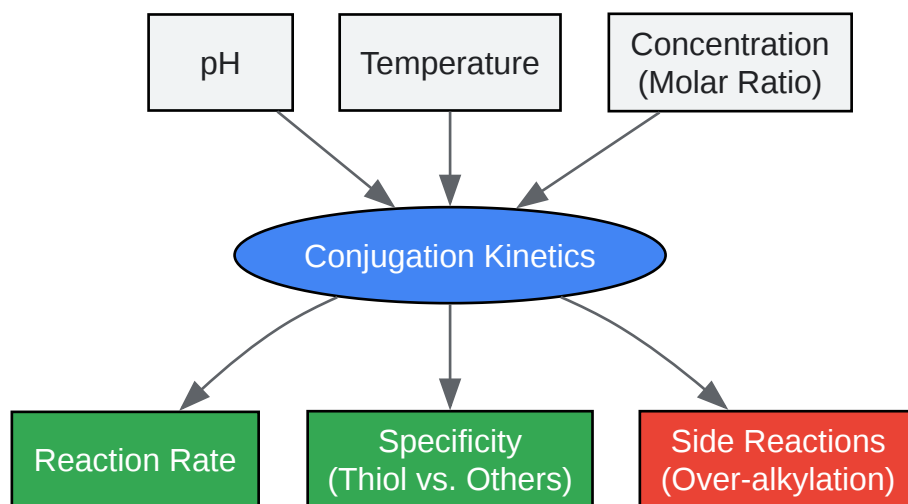 pH
Temperature
Concentration
(Molar Ratio)
Conjugation Kinetics
Reaction Rate
Specificity
(Thiol vs. Others)
Side Reactions
(Over-alkylation)